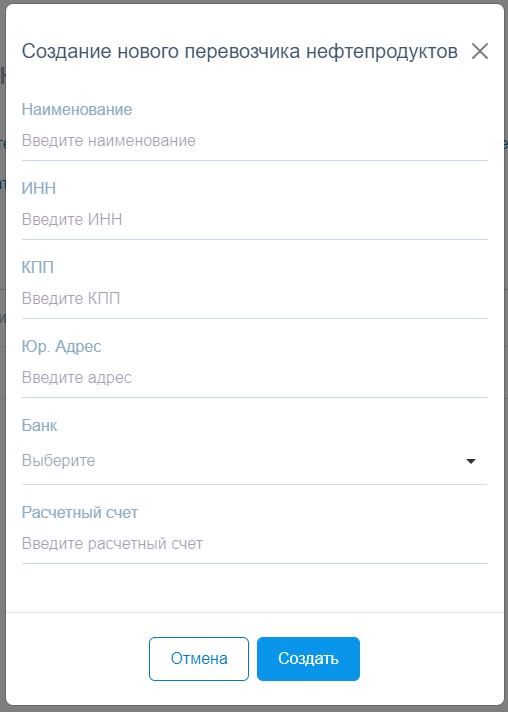 Создание нового перевозчика нефтепродуктов
Наименование
Введите наименование
ИНН
Введите ИНН
КПП
Введите КПП
Юр. Адрес
Введите адрес
Банк
Выберите
Расчетный счет
Введите расчетный счет
Отмена
Создать